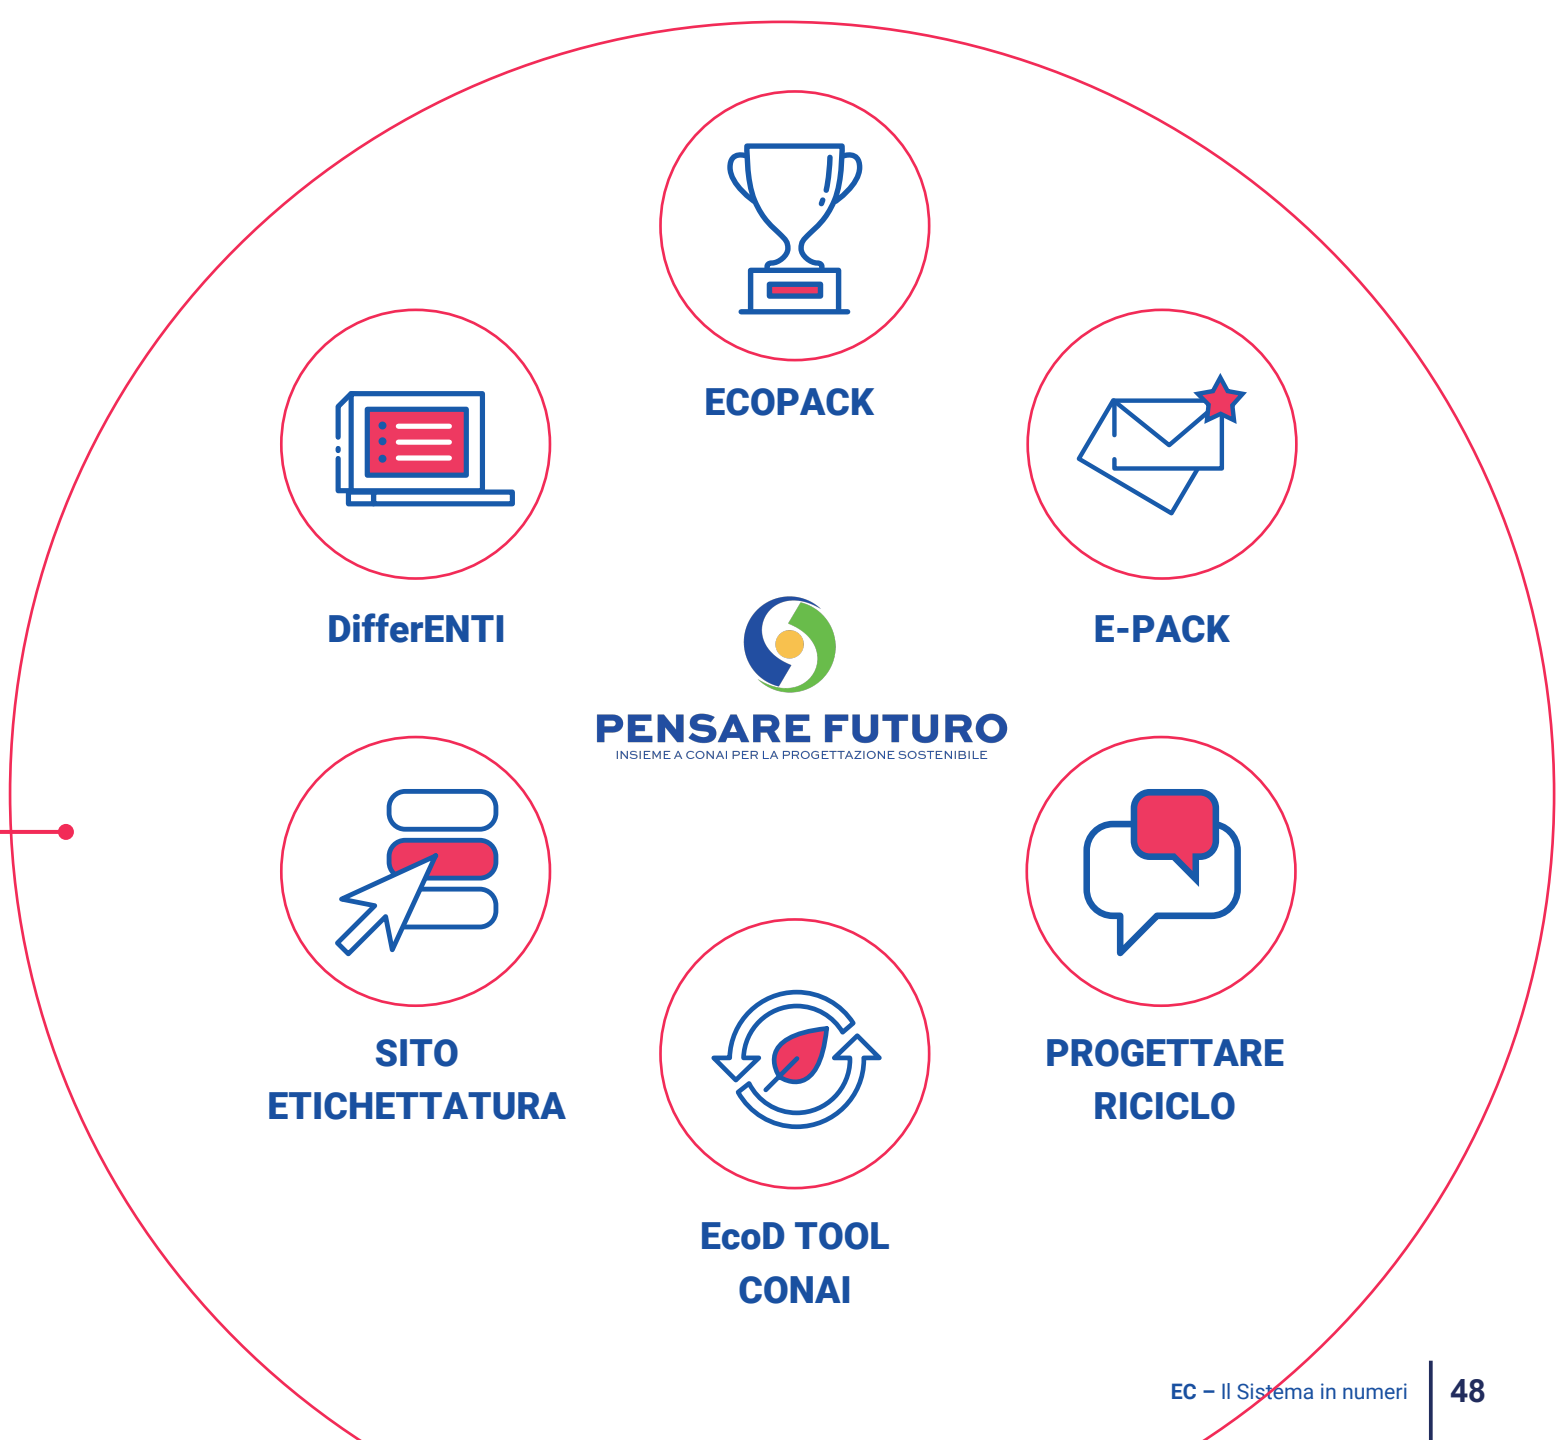 ECOPACK
DifferENTI
E-PACK
PENSARE FUTURO
INSIEME A CONAI PER LA PROGETTAZIONE SOSTENIBILE
SITO
ETICHETTATURA
PROGETTARE
RICICLO
EcoD TOOL
CONAI
EC – Il Sistema in numeri
48